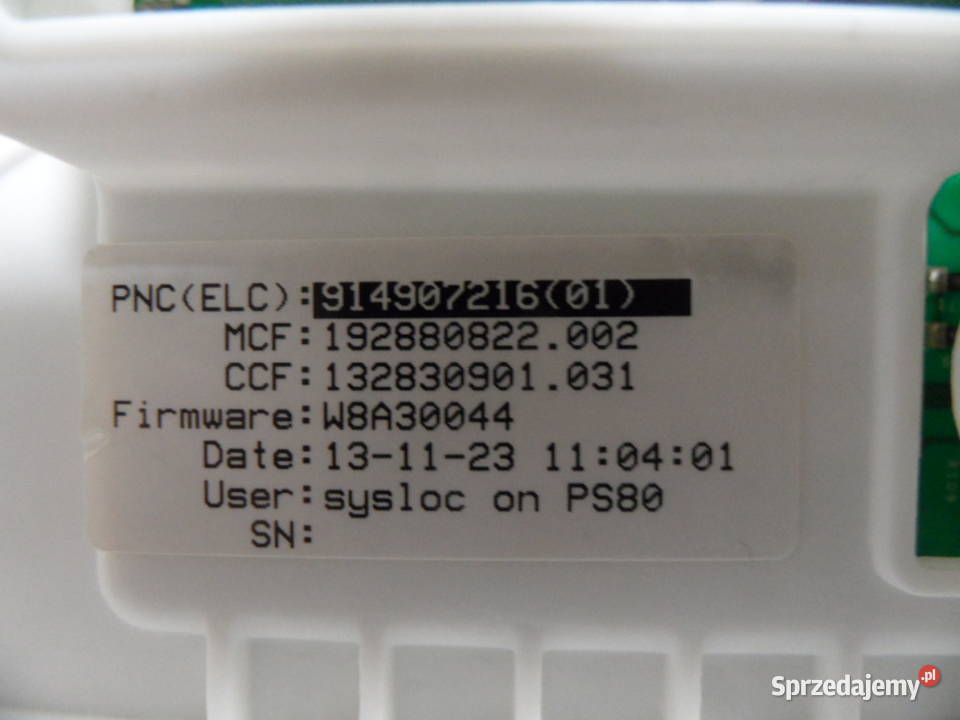 PNC(ELC):914907216(01)
MCF:192880822.002
CCF:132830901.031
Firmware:W8A30044
Date:13-11-23 11:04:01
User:sysloc on PS80
SN:
Sprzedajemy.pl